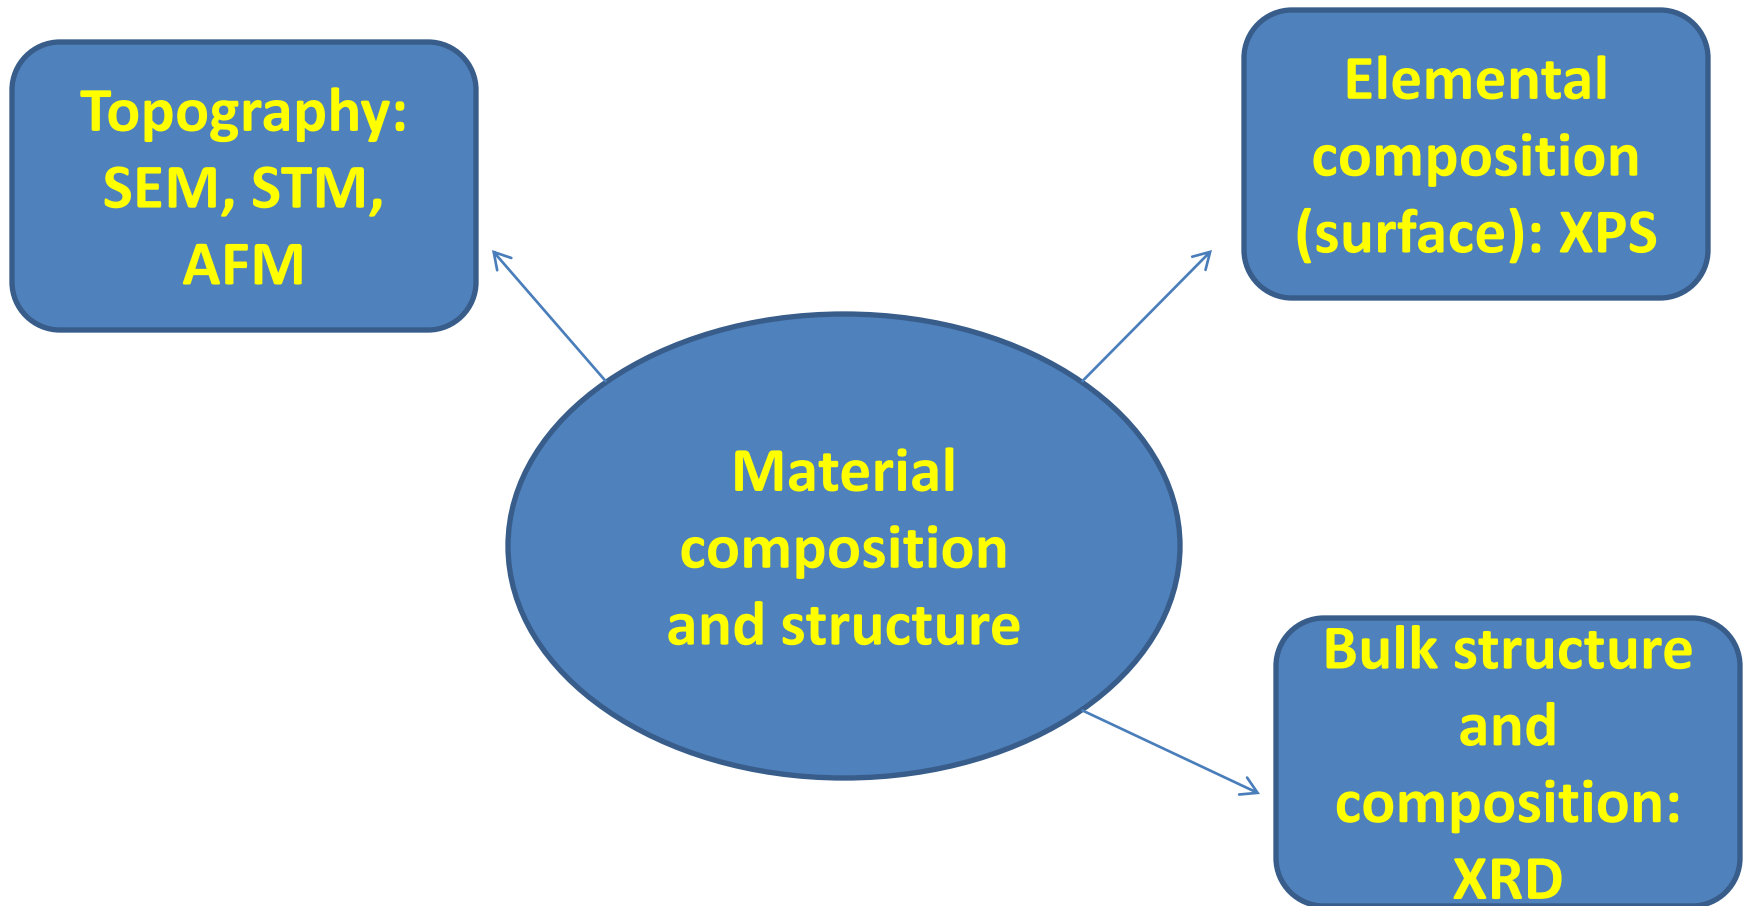 Topography:
SEM, STM,
AFM
Elemental
composition
(surface): XPS
Material
composition
and structure
Bulk structure
and
composition:
XRD